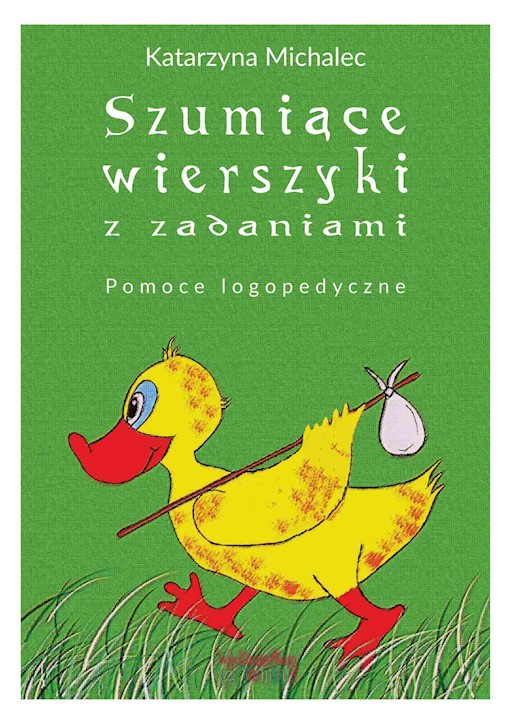 Katarzyna Michalec
Szumiące
wierszyki
z zadaniami
Pomoce logopedyczne